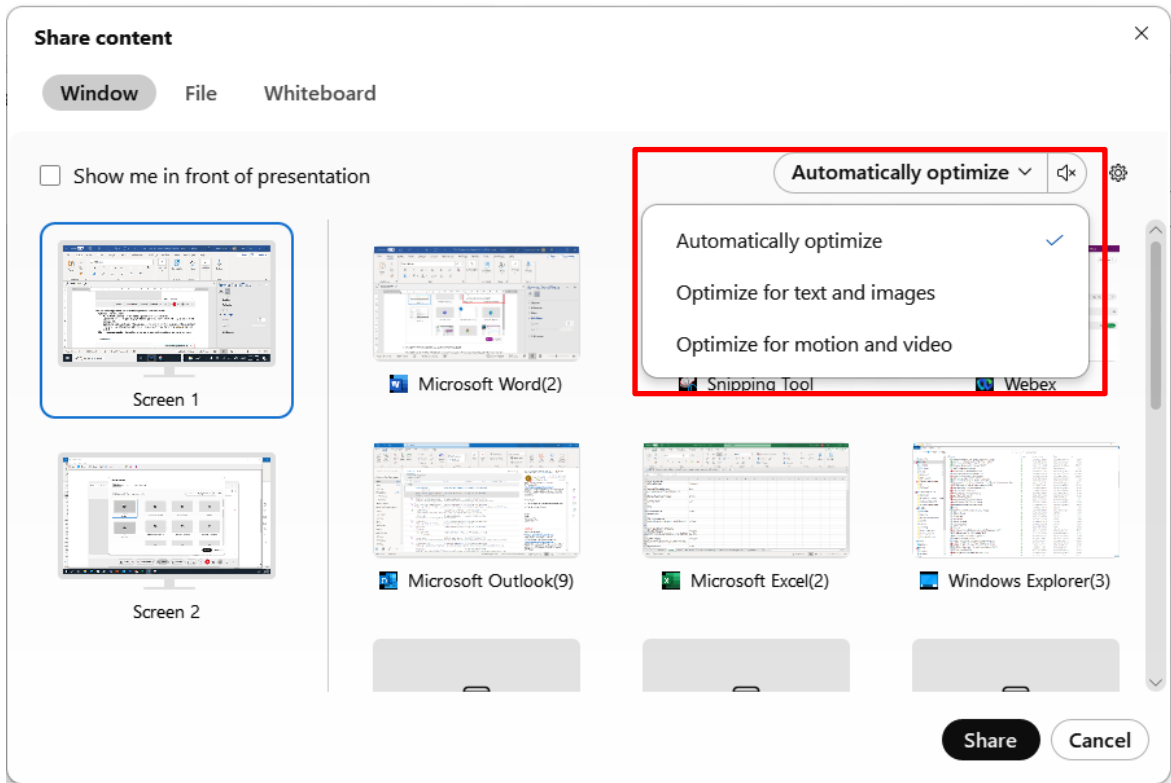 Share content
Window File Whiteboard
Show me in front of presentation
Automatically optimize
Automatically optimize
Optimize for text and images
Optimize for motion and video
Screen 1
Microsoft Word(2)
Snipping Tool
Webex
Microsoft Outlook(9)
Microsoft Excel(2)
Windows Explorer(3)
Screen 2
Share Cancel